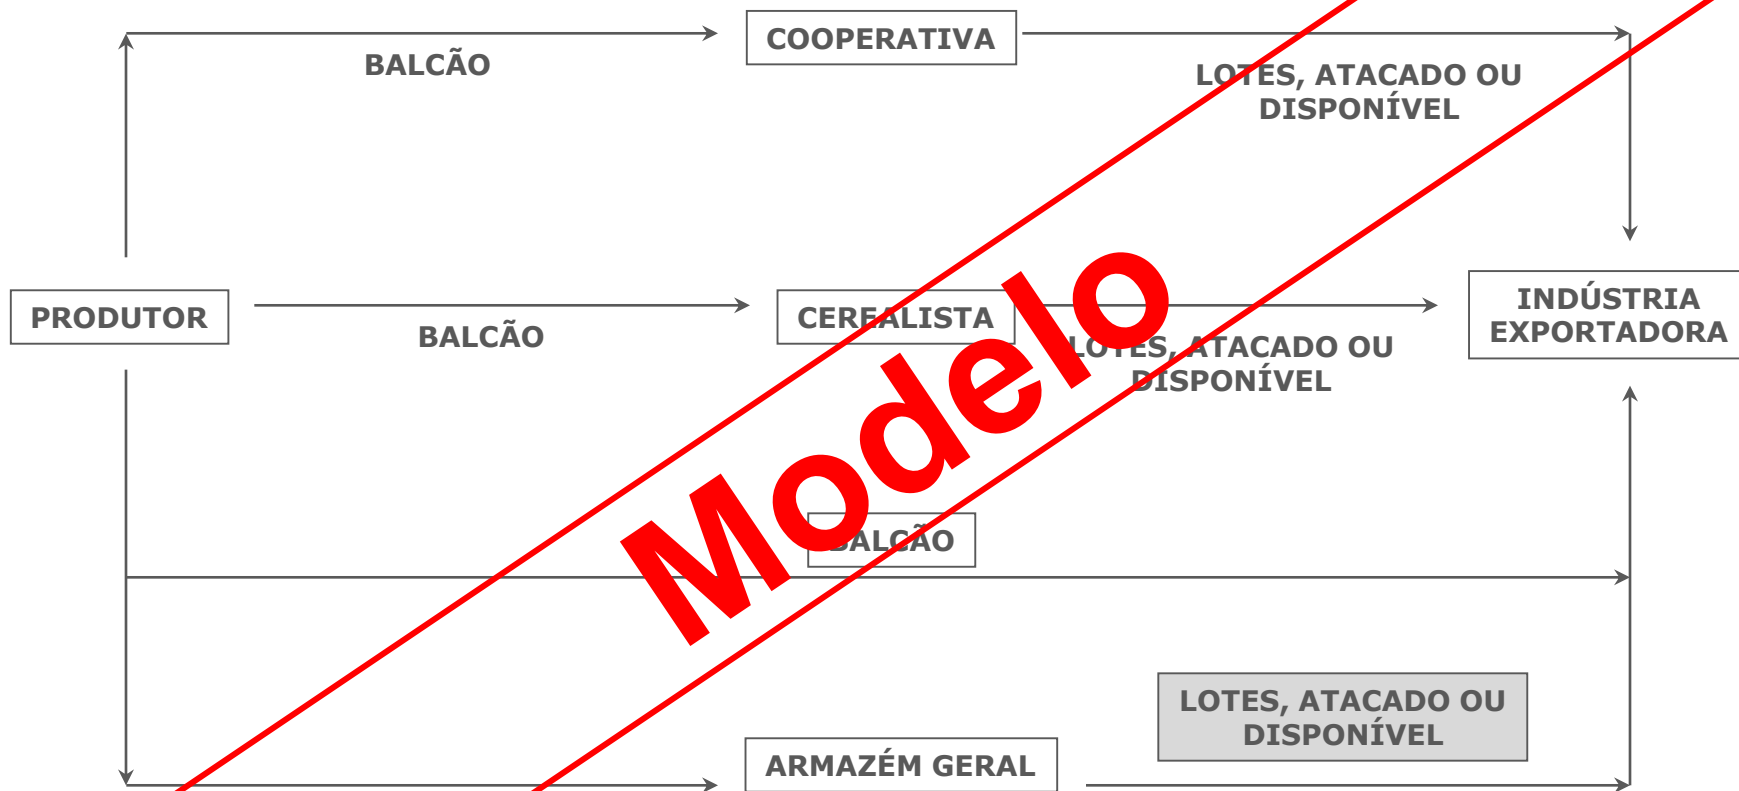 COOPERATIVA
BALCÃO
LOTES, ATACADO OU
DISPONÍVEL
PRODUTOR
BALCÃO
CEREALISTA
LOTES, ATACADO OU
DISPONÍVEL
INDÚSTRIA
EXPORTADORA
Modelo
BALCÃO
LOTES, ATACADO OU
DISPONÍVEL
ARMAZÉM GERAL